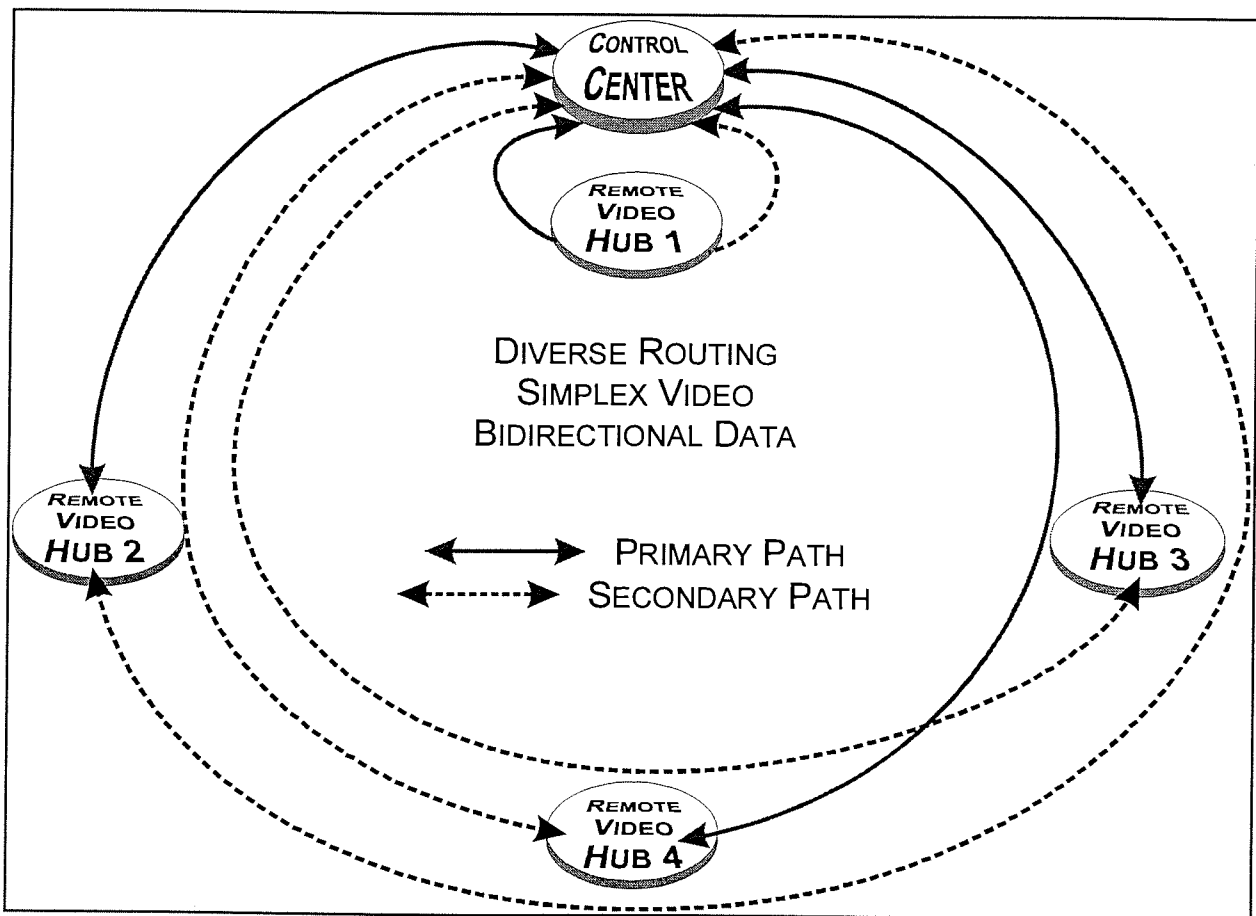 CONTROL
CENTER
REMOTE
VIDEO
HUB 1
DIVERSE ROUTING
SIMPLEX VIDEO
BIDIRECTIONAL DATA
REMOTE
VIDEO
HUB 2
REMOTE
VIDEO
HUB 3
PRIMARY PATH
SECONDARY PATH
REMOTE
VIDEO
HUB 4